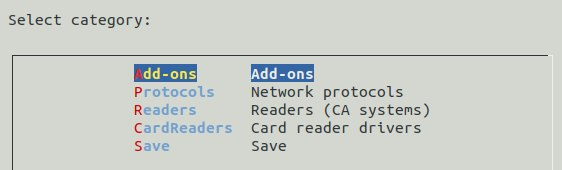 Select category:
Add-ons Add-ons
Protocols Network protocols
Readers Readers (CA systems)
CardReaders Card reader drivers
Save Save